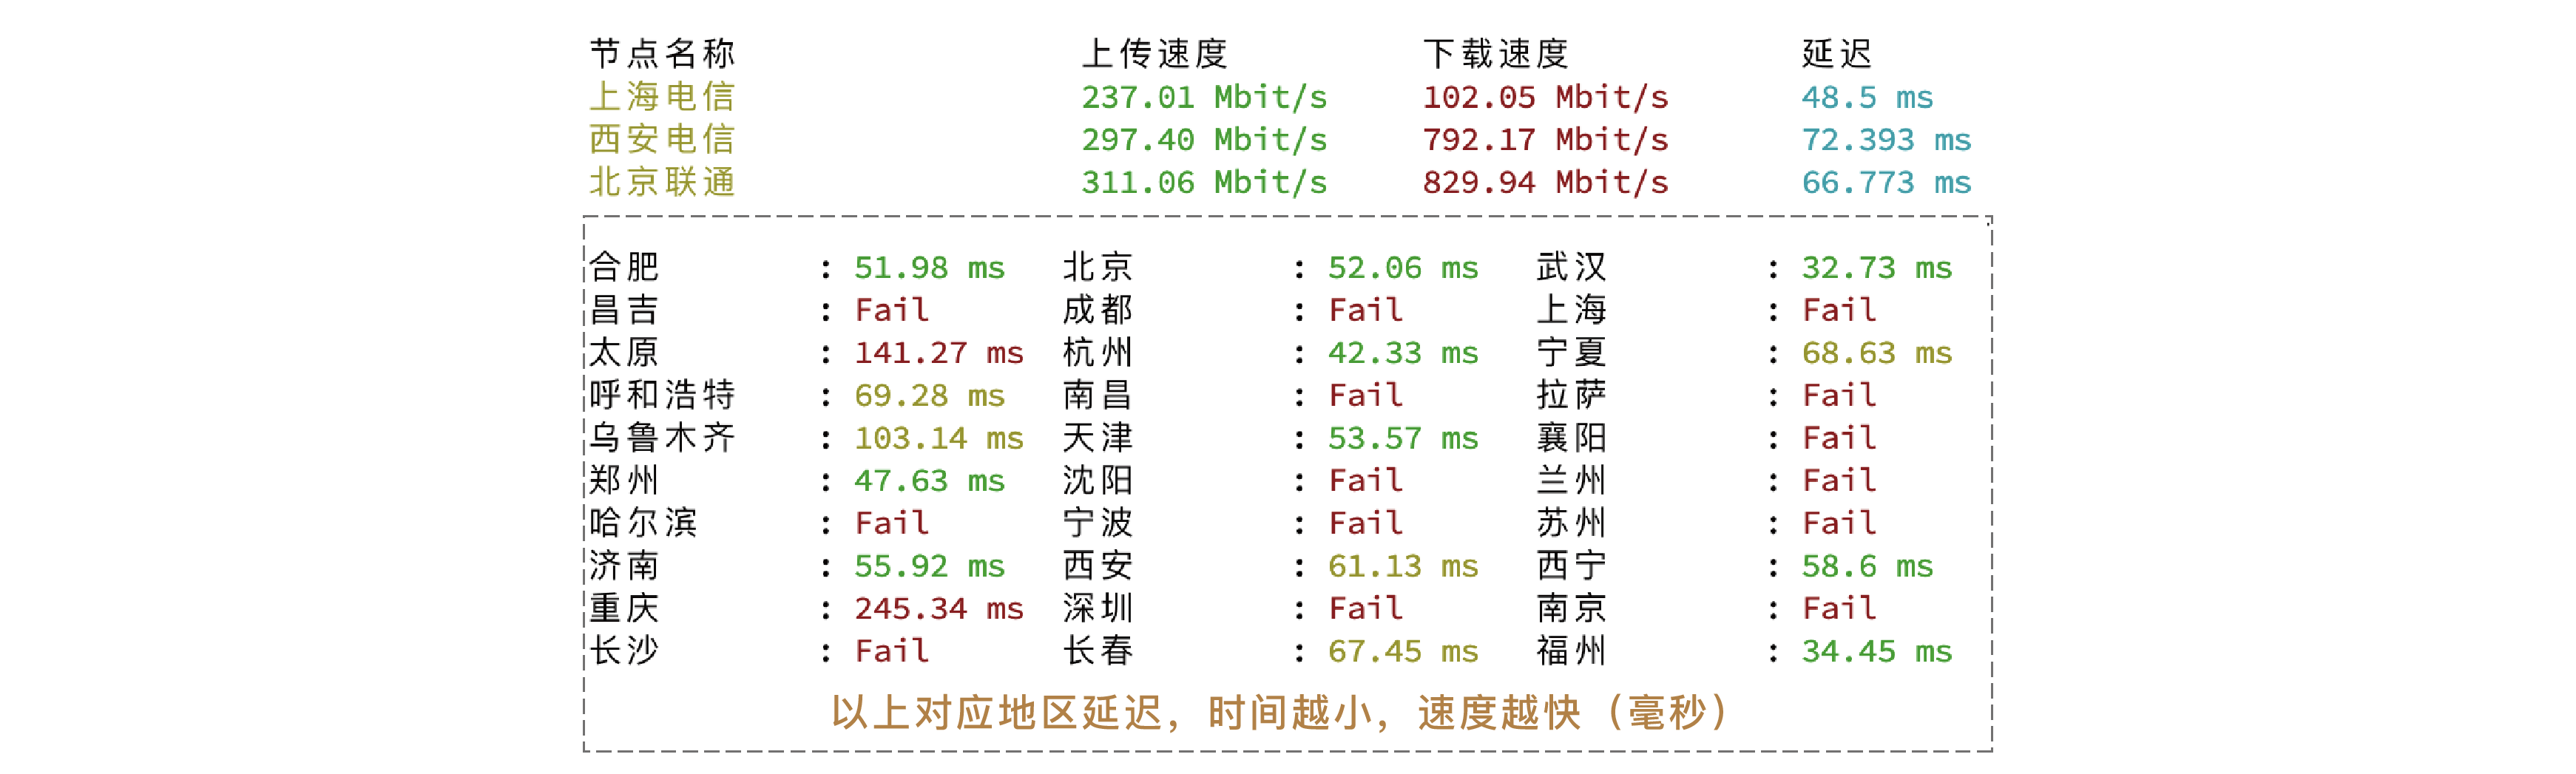 节点名称 上传速度 下载速度 延迟
上海电信 237.01 Mbit/s 102.05 Mbit/s 48.5 ms
西安电信 297.40 Mbit/s 792.17 Mbit/s 72.393 ms
北京联通 311.06 Mbit/s 829.94 Mbit/s 66.773 ms
合肥 : 51.98 ms 北京 : 52.06 ms 武汉 : 32.73 ms
昌吉 : Fail 成都 : Fail 上海 : Fail
太原 : 141.27 ms 杭州 : 42.33 ms 宁夏 : 68.63 ms
呼和浩特 : 69.28 ms 南昌 : Fail 拉萨 : Fail
乌鲁木齐 : 103.14 ms 天津 : 53.57 ms 襄阳 : Fail
郑州 : 47.63 ms 沈阳 : Fail 兰州 : Fail
哈尔滨 : Fail 宁波 : Fail 苏州 : Fail
济南 : 55.92 ms 西安 : 61.13 ms 西宁 : 58.6 ms
重庆 : 245.34 ms 深圳 : Fail 南京 : Fail
长沙 : Fail 长春 : 67.45 ms 福州 : 34.45 ms
以上对应地区延迟，时间越小，速度越快（毫秒）